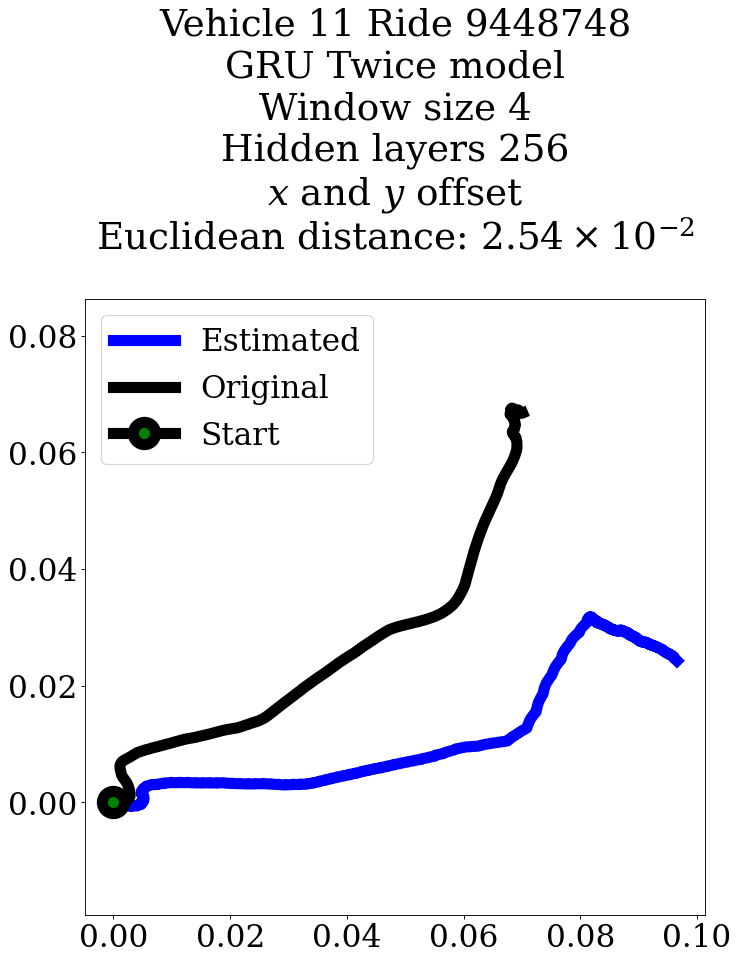 Vehicle 11 Ride 9448748
GRU Twice model
Window size 4
Hidden layers 256
x and y offset
Euclidean distance: 2.54 × 10⁻²
Estimated
Original
Start
0.08
0.06
0.04
0.02
0.00
0.00 0.02 0.04 0.06 0.08 0.10